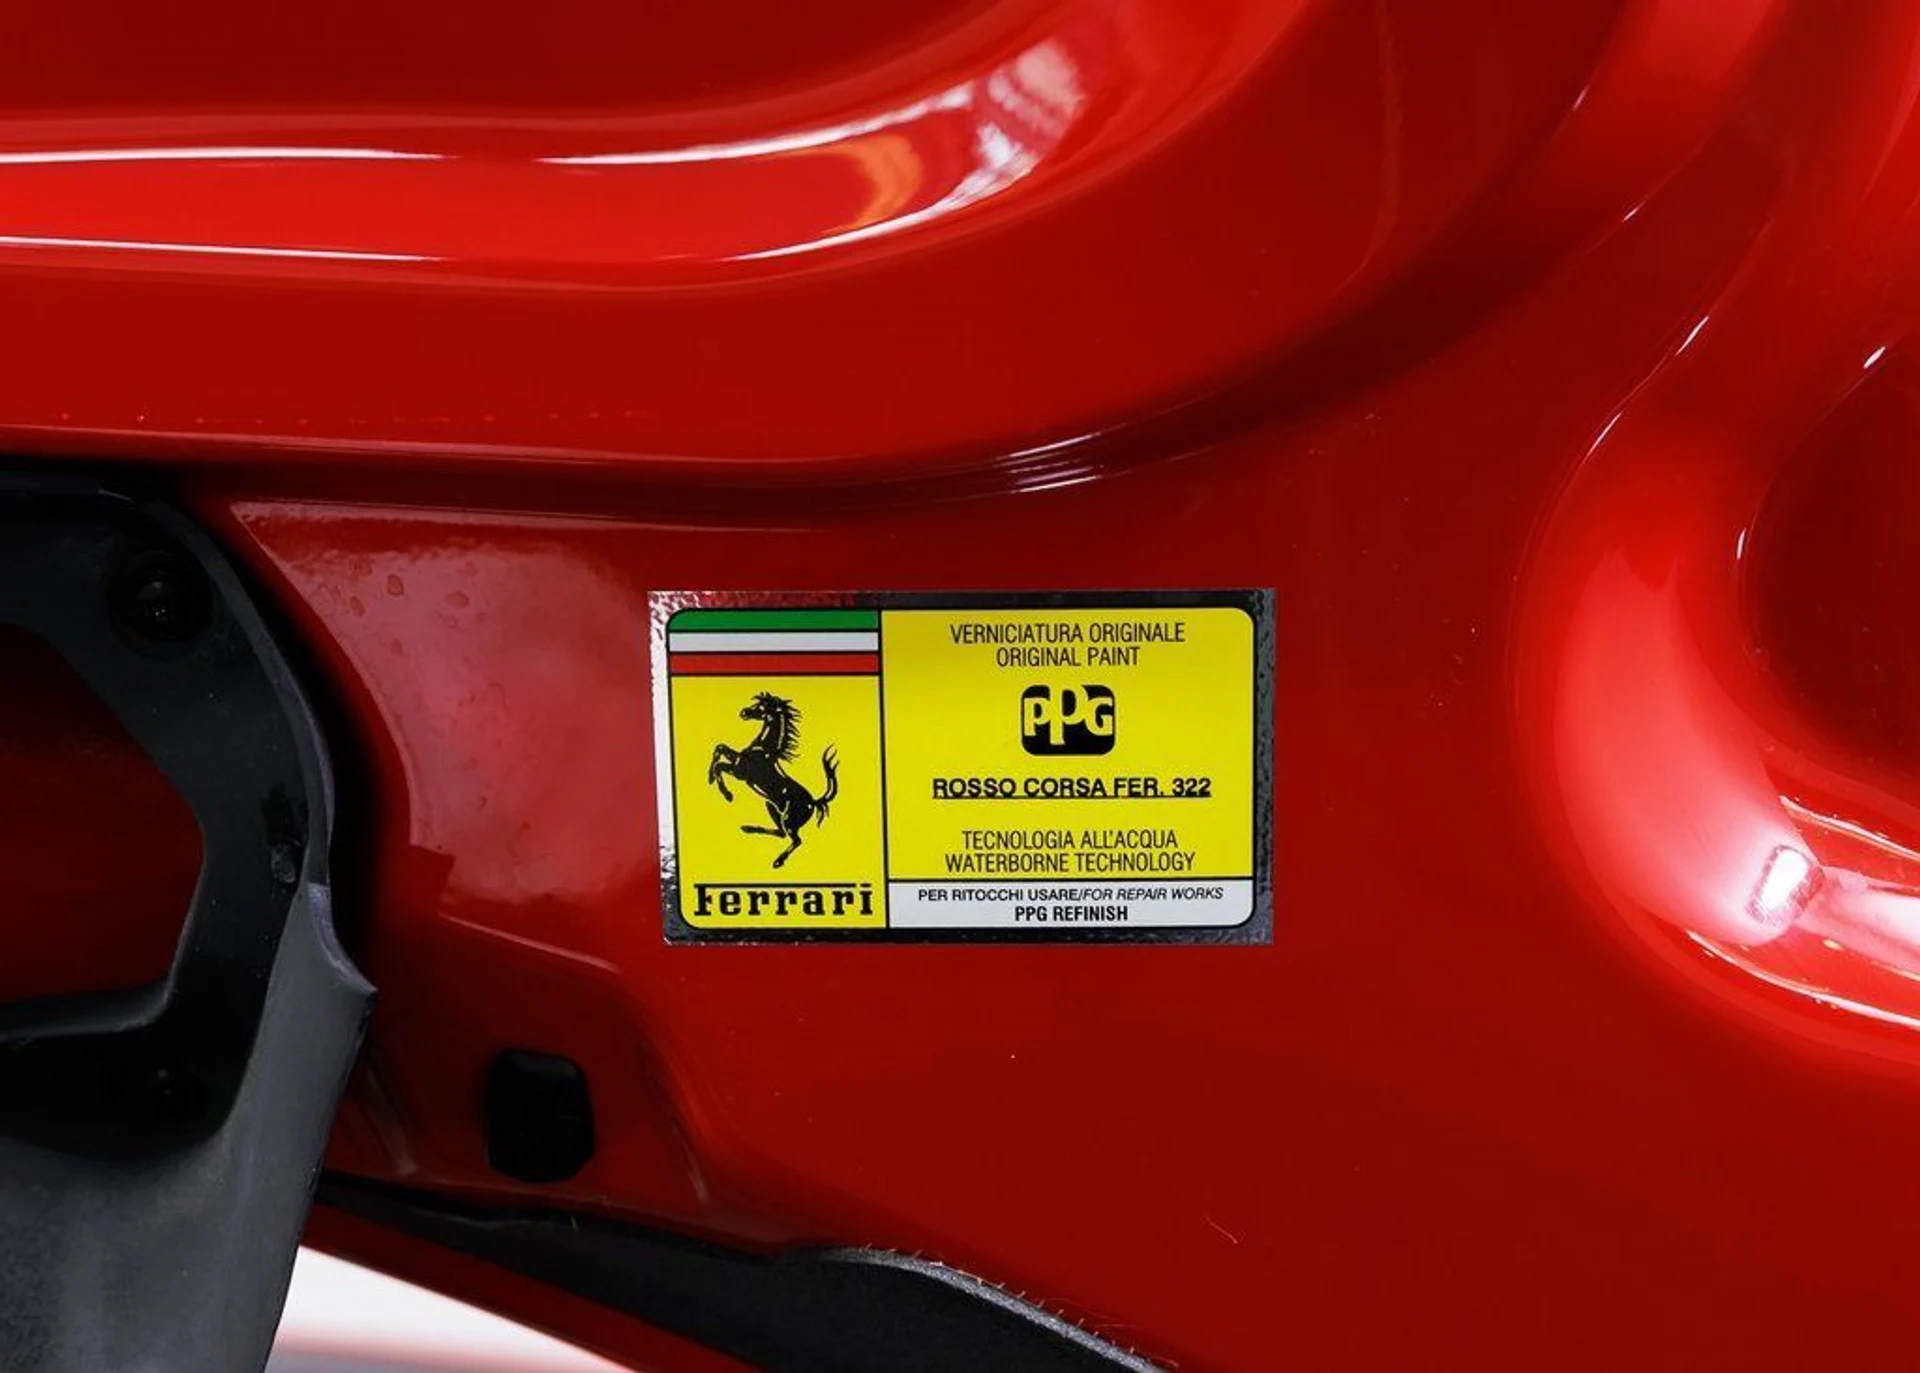 Ferrari
VERNICIATURA ORIGINALE
ORIGINAL PAINT
PPG
ROSSO CORSA FER. 322
TECNOLOGIA ALL'ACQUA
WATERBORNE TECHNOLOGY
PER RITOCCHI USARE/FOR REPAIR WORKS
PPG REFINISH